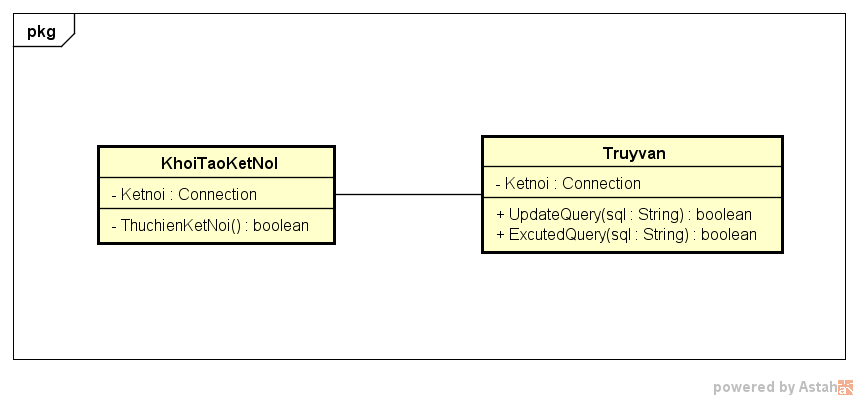 pkg
KhoiTaoKetNoI
- Ketnoi : Connection
- ThuchienKetNoi() : boolean
Truyvan
- Ketnoi : Connection
+ UpdateQuery(sql : String) : boolean
+ ExcutedQuery(sql : String) : boolean
powered by Astah